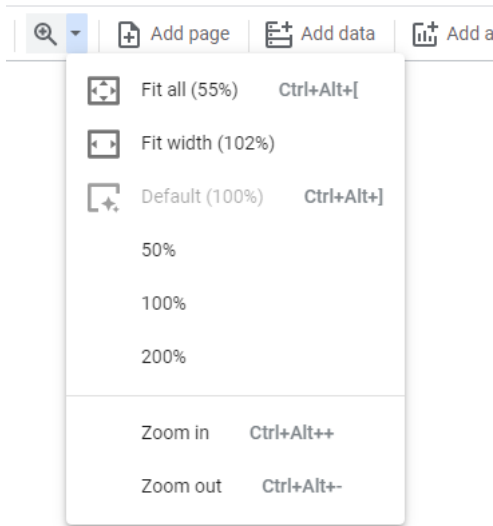 Add page Add data Add a
Fit all (55%) Ctrl+Alt+[
Fit width (102%)
Default (100%) Ctrl+Alt+]
50%
100%
200%
Zoom in Ctrl+Alt++
Zoom out Ctrl+Alt+-